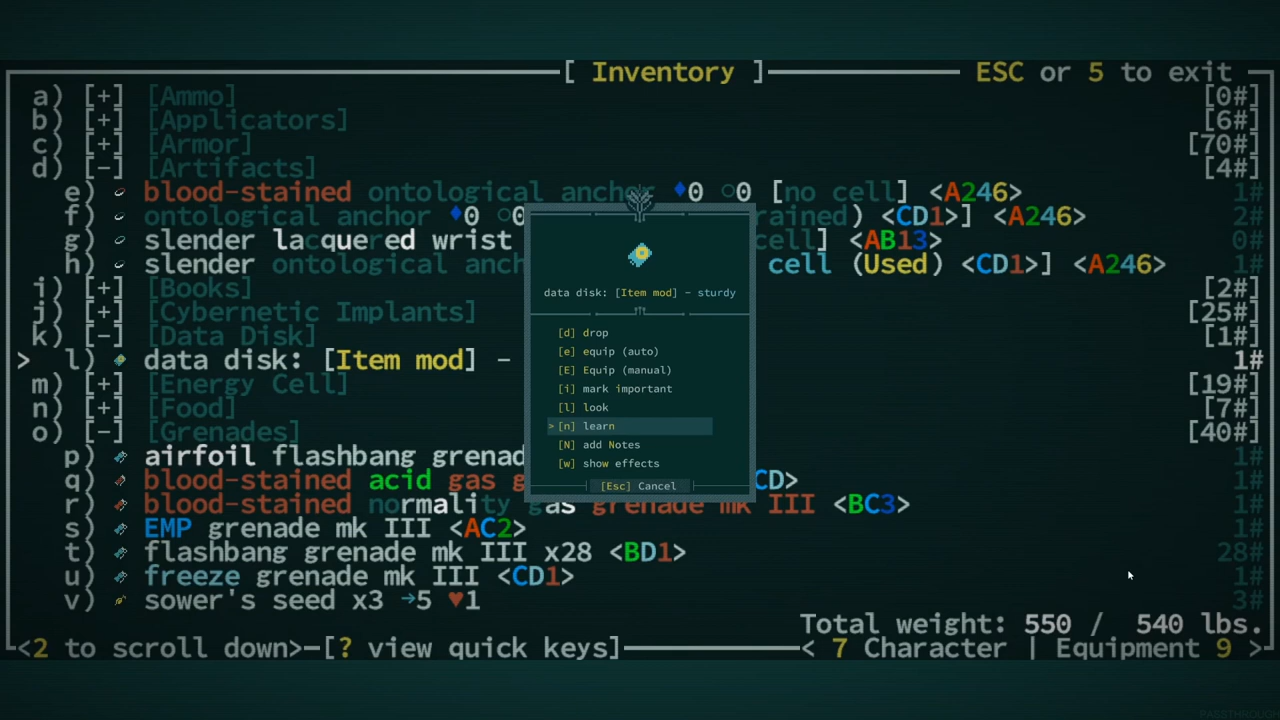 [ Inventory ] ESC or 5 to exit
a) [+] [Ammo] [0#]
b) [+] [Applicators] [6#]
c) [+] [Armor] [70#]
d) [-] [Artifacts] [4#]
e) blood-stained ontological anchor ♦0 ○0 [no cell] <A246> 1#
f) ontological anchor ♦0 ○0 rained) <CD1>] <A246> 2#
g) slender lacquered wrist cell] <AB13> 0#
h) slender ontological anch cell (Used) <CD1>] <A246> 1#
i) [+] [Books] [2#]
j) [+] [Cybernetic Implants] [25#]
k) [-] [Data Disk] [1#]
> l) data disk: [Item mod] - 1#
m) [+] [Energy Cell] [19#]
n) [+] [Food] [7#]
o) [-] [Grenades] [40#]
p) airfoil flashbang grenad 1#
q) blood-stained acid gas g CD> 1#
r) blood-stained normality gas grenade mk III <BC3> 1#
s) EMP grenade mk III <AC2> 1#
t) flashbang grenade mk III x28 <BD1> 28#
u) freeze grenade mk III <CD1> 1#
v) sower's seed x3 →5 ♥1 3#
Total weight: 550 / 540 lbs.
<2 to scroll down> [? view quick keys] < 7 Character | Equipment 9 >
data disk: [Item mod] - sturdy
[d] drop
[e] equip (auto)
[E] Equip (manual)
[i] mark important
[l] look
> [n] learn
[N] add Notes
[w] show effects
[Esc] Cancel